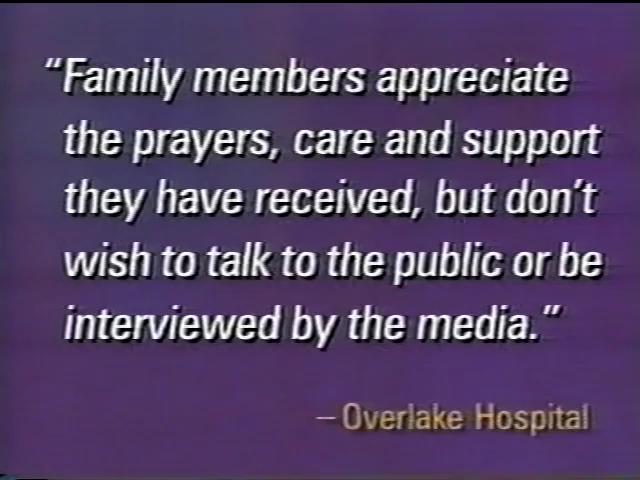 “Family members appreciate
the prayers, care and support
they have received, but don’t
wish to talk to the public or be
interviewed by the media.”
– Overlake Hospital